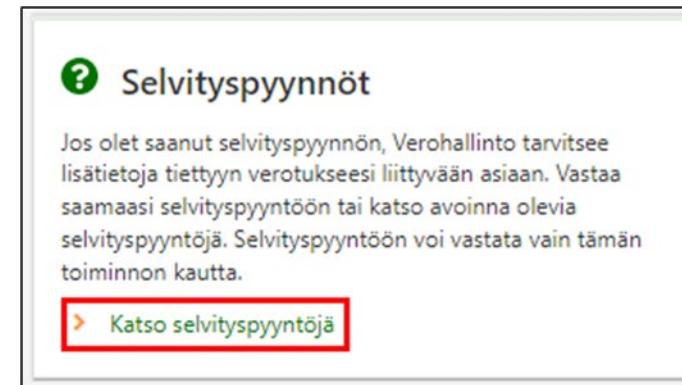 Selvityspyynnöt
Jos olet saanut selvityspyynnön, Verohallinto tarvitsee
lisätietoja tiettyyn verotukseesi liittyvään asiaan. Vastaa
saamaasi selvityspyyntöön tai katso avoinna olevia
selvityspyyntöjä. Selvityspyyntöön voi vastata vain tämän
toiminnon kautta.
Katso selvityspyyntöjä